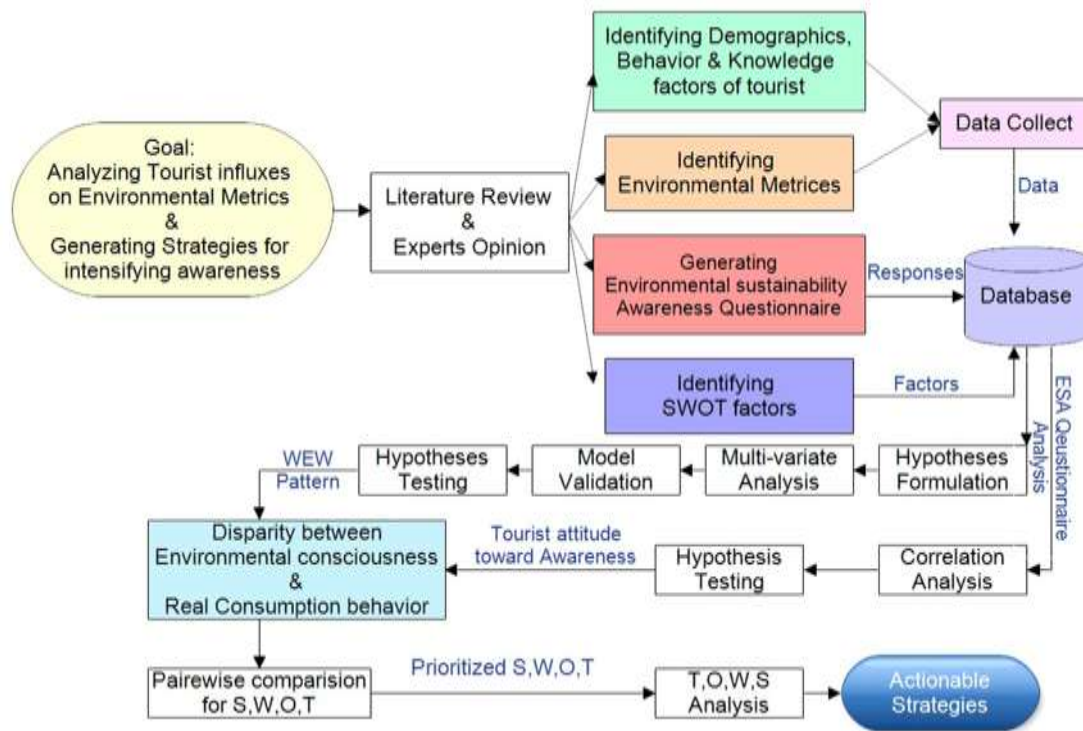 Goal:
Analyzing Tourist influxes
on Environmental Metrics
&
Generating Strategies for
intensifying awareness
Literature Review
&
Experts Opinion
Identifying Demographics,
Behavior & Knowledge
factors of tourist
Identifying
Environmental Metrices
Generating
Environmental sustainability
Awareness Questionnaire
Identifying
SWOT factors
Data Collect
Data
Responses
Database
Factors
ESA Qeustionnaire
Analysis
Hypotheses
Formulation
Multi-variate
Analysis
Model
Validation
Hypotheses
Testing
WEW
Pattern
Correlation
Analysis
Hypothesis
Testing
Tourist attitude
toward Awareness
Disparity between
Environmental consciousness
&
Real Consumption behavior
Pairwise comparision
for S,W,O,T
Prioritized S,W,O,T
T,O,W,S
Analysis
Actionable
Strategies